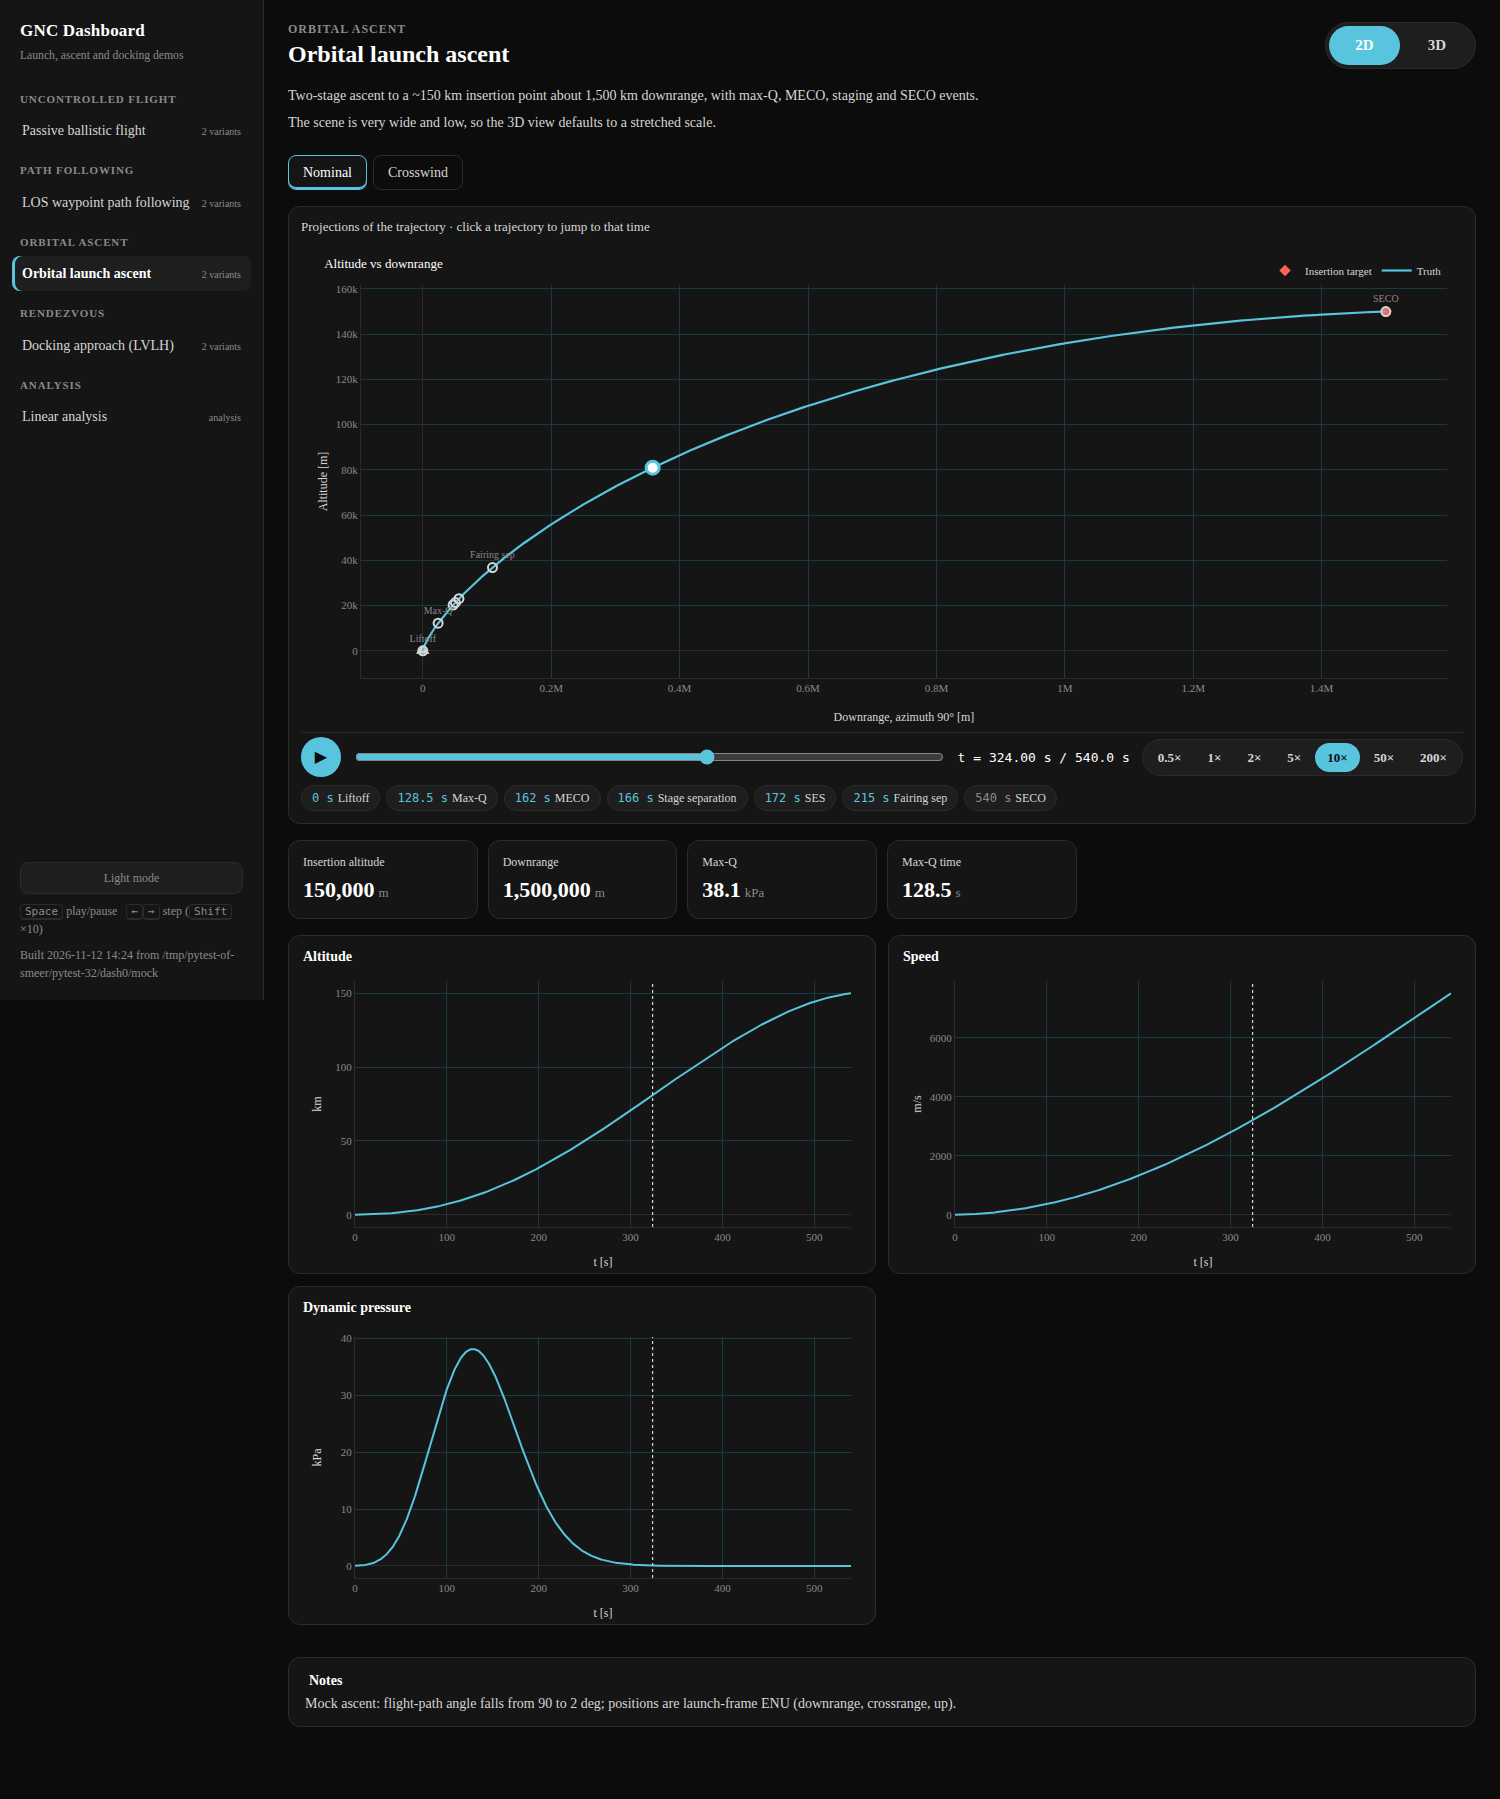 GNC Dashboard
Launch, ascent and docking demos
UNCONTROLLED FLIGHT
Passive ballistic flight 2 variants
PATH FOLLOWING
LOS waypoint path following 2 variants
ORBITAL ASCENT
Orbital launch ascent 2 variants
RENDEZVOUS
Docking approach (LVLH) 2 variants
ANALYSIS
Linear analysis analysis
Light mode
Space play/pause ← → step (Shift
×10)
Built 2026-11-12 14:24 from /tmp/pytest-of-
smeer/pytest-32/dash0/mock
ORBITAL ASCENT
Orbital launch ascent
2D 3D
Two-stage ascent to a ~150 km insertion point about 1,500 km downrange, with max-Q, MECO, staging and SECO events.
The scene is very wide and low, so the 3D view defaults to a stretched scale.
Nominal Crosswind
Projections of the trajectory · click a trajectory to jump to that time
Altitude vs downrange
Insertion target Truth
160k
140k
120k
100k
80k
60k
40k
20k
0
Altitude [m]
SECO
Fairing sep
Max-Q
Liftoff
0 0.2M 0.4M 0.6M 0.8M 1M 1.2M 1.4M
Downrange, azimuth 90° [m]
▶ t = 324.00 s / 540.0 s 0.5× 1× 2× 5× 10× 50× 200×
0 s Liftoff 128.5 s Max-Q 162 s MECO 166 s Stage separation 172 s SES 215 s Fairing sep 540 s SECO
Insertion altitude
150,000 m
Downrange
1,500,000 m
Max-Q
38.1 kPa
Max-Q time
128.5 s
Altitude
150
100
50
0
km
0 100 200 300 400 500
t [s]
Speed
6000
4000
2000
0
m/s
0 100 200 300 400 500
t [s]
Dynamic pressure
40
30
20
10
0
kPa
0 100 200 300 400 500
t [s]
Notes
Mock ascent: flight-path angle falls from 90 to 2 deg; positions are launch-frame ENU (downrange, crossrange, up).